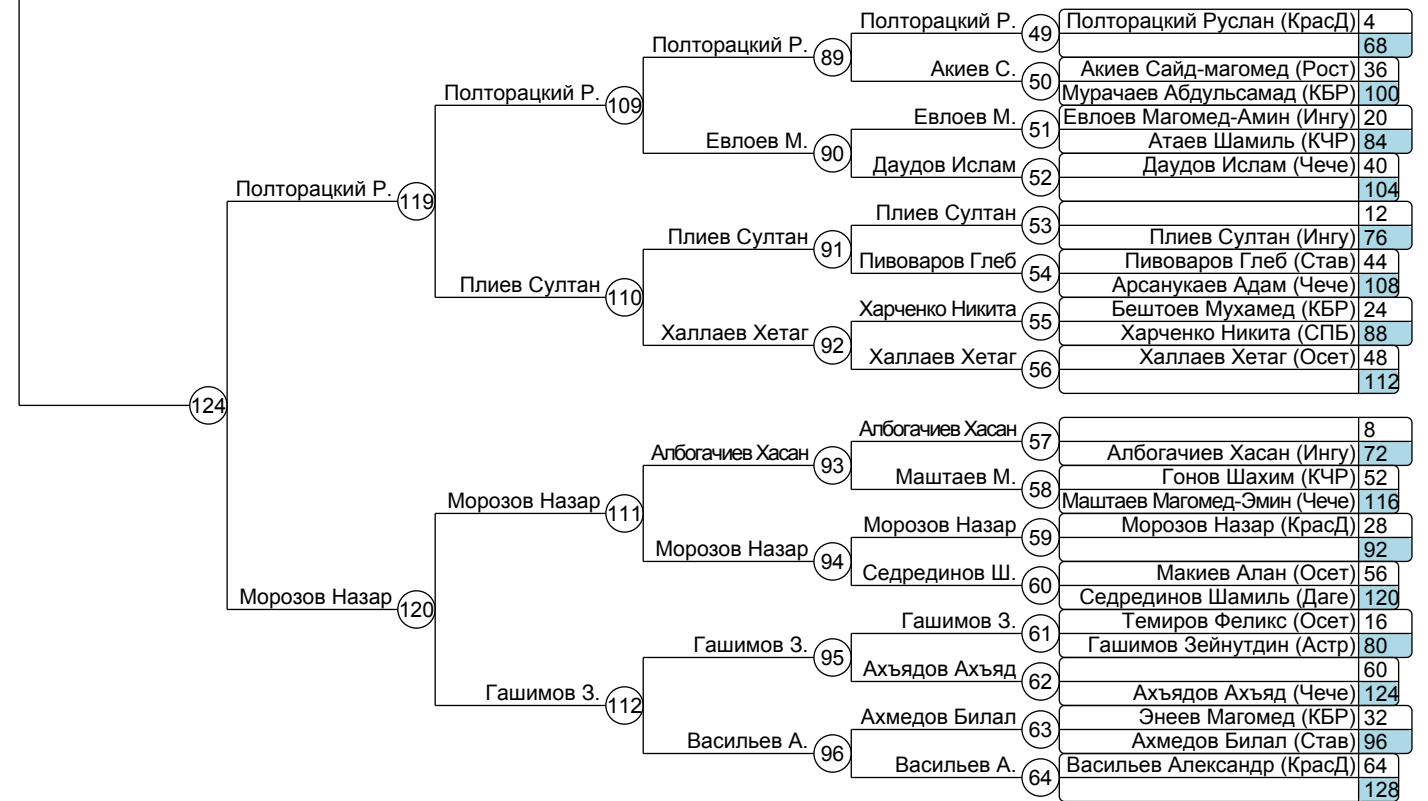 Полторацкий Р. 49 Полторацкий Руслан (КрасД) 4
68
Полторацкий Р. 89
Акиев С. 50 Акиев Сайд-магомед (Рост) 36
Мурачаев Абдульсамад (КБР) 100
Полторацкий Р. 109
Евлоев М. 51 Евлоев Магомед-Амин (Ингу) 20
Атаев Шамиль (КЧР) 84
Евлоев М. 90
Даудов Ислам 52 Даудов Ислам (Чече) 40
104
Полторацкий Р. 119
Плиев Султан 53 12
Плиев Султан (Ингу) 76
Плиев Султан 91
Пивоваров Глеб 54 Пивоваров Глеб (Став) 44
Арсанукаев Адам (Чече) 108
Плиев Султан 110
Харченко Никита 55 Бештоев Мухамед (КБР) 24
Харченко Никита (СПБ) 88
Халлаев Хетаг 92
Халлаев Хетаг 56 Халлаев Хетаг (Осет) 48
112
124
Албогачиев Хасан 57 8
Албогачиев Хасан (Ингу) 72
Албогачиев Хасан 93
Маштаев М. 58 Гонов Шахим (КЧР) 52
Маштаев Магомед-Эмин (Чече) 116
Морозов Назар 111
Морозов Назар 59 Морозов Назар (КрасД) 28
92
Морозов Назар 94
Седрединов Ш. 60 Макиев Алан (Осет) 56
Седрединов Шамиль (Даге) 120
Морозов Назар 120
Гашимов З. 61 Темиров Феликс (Осет) 16
Гашимов Зейнутдин (Астр) 80
Гашимов З. 95
Ахъядов Ахъяд 62 60
Ахъядов Ахъяд (Чече) 124
Гашимов З. 112
Ахмедов Билал 63 Энеев Магомед (КБР) 32
Ахмедов Билал (Став) 96
Васильев А. 96
Васильев А. 64 Васильев Александр (КрасД) 64
128